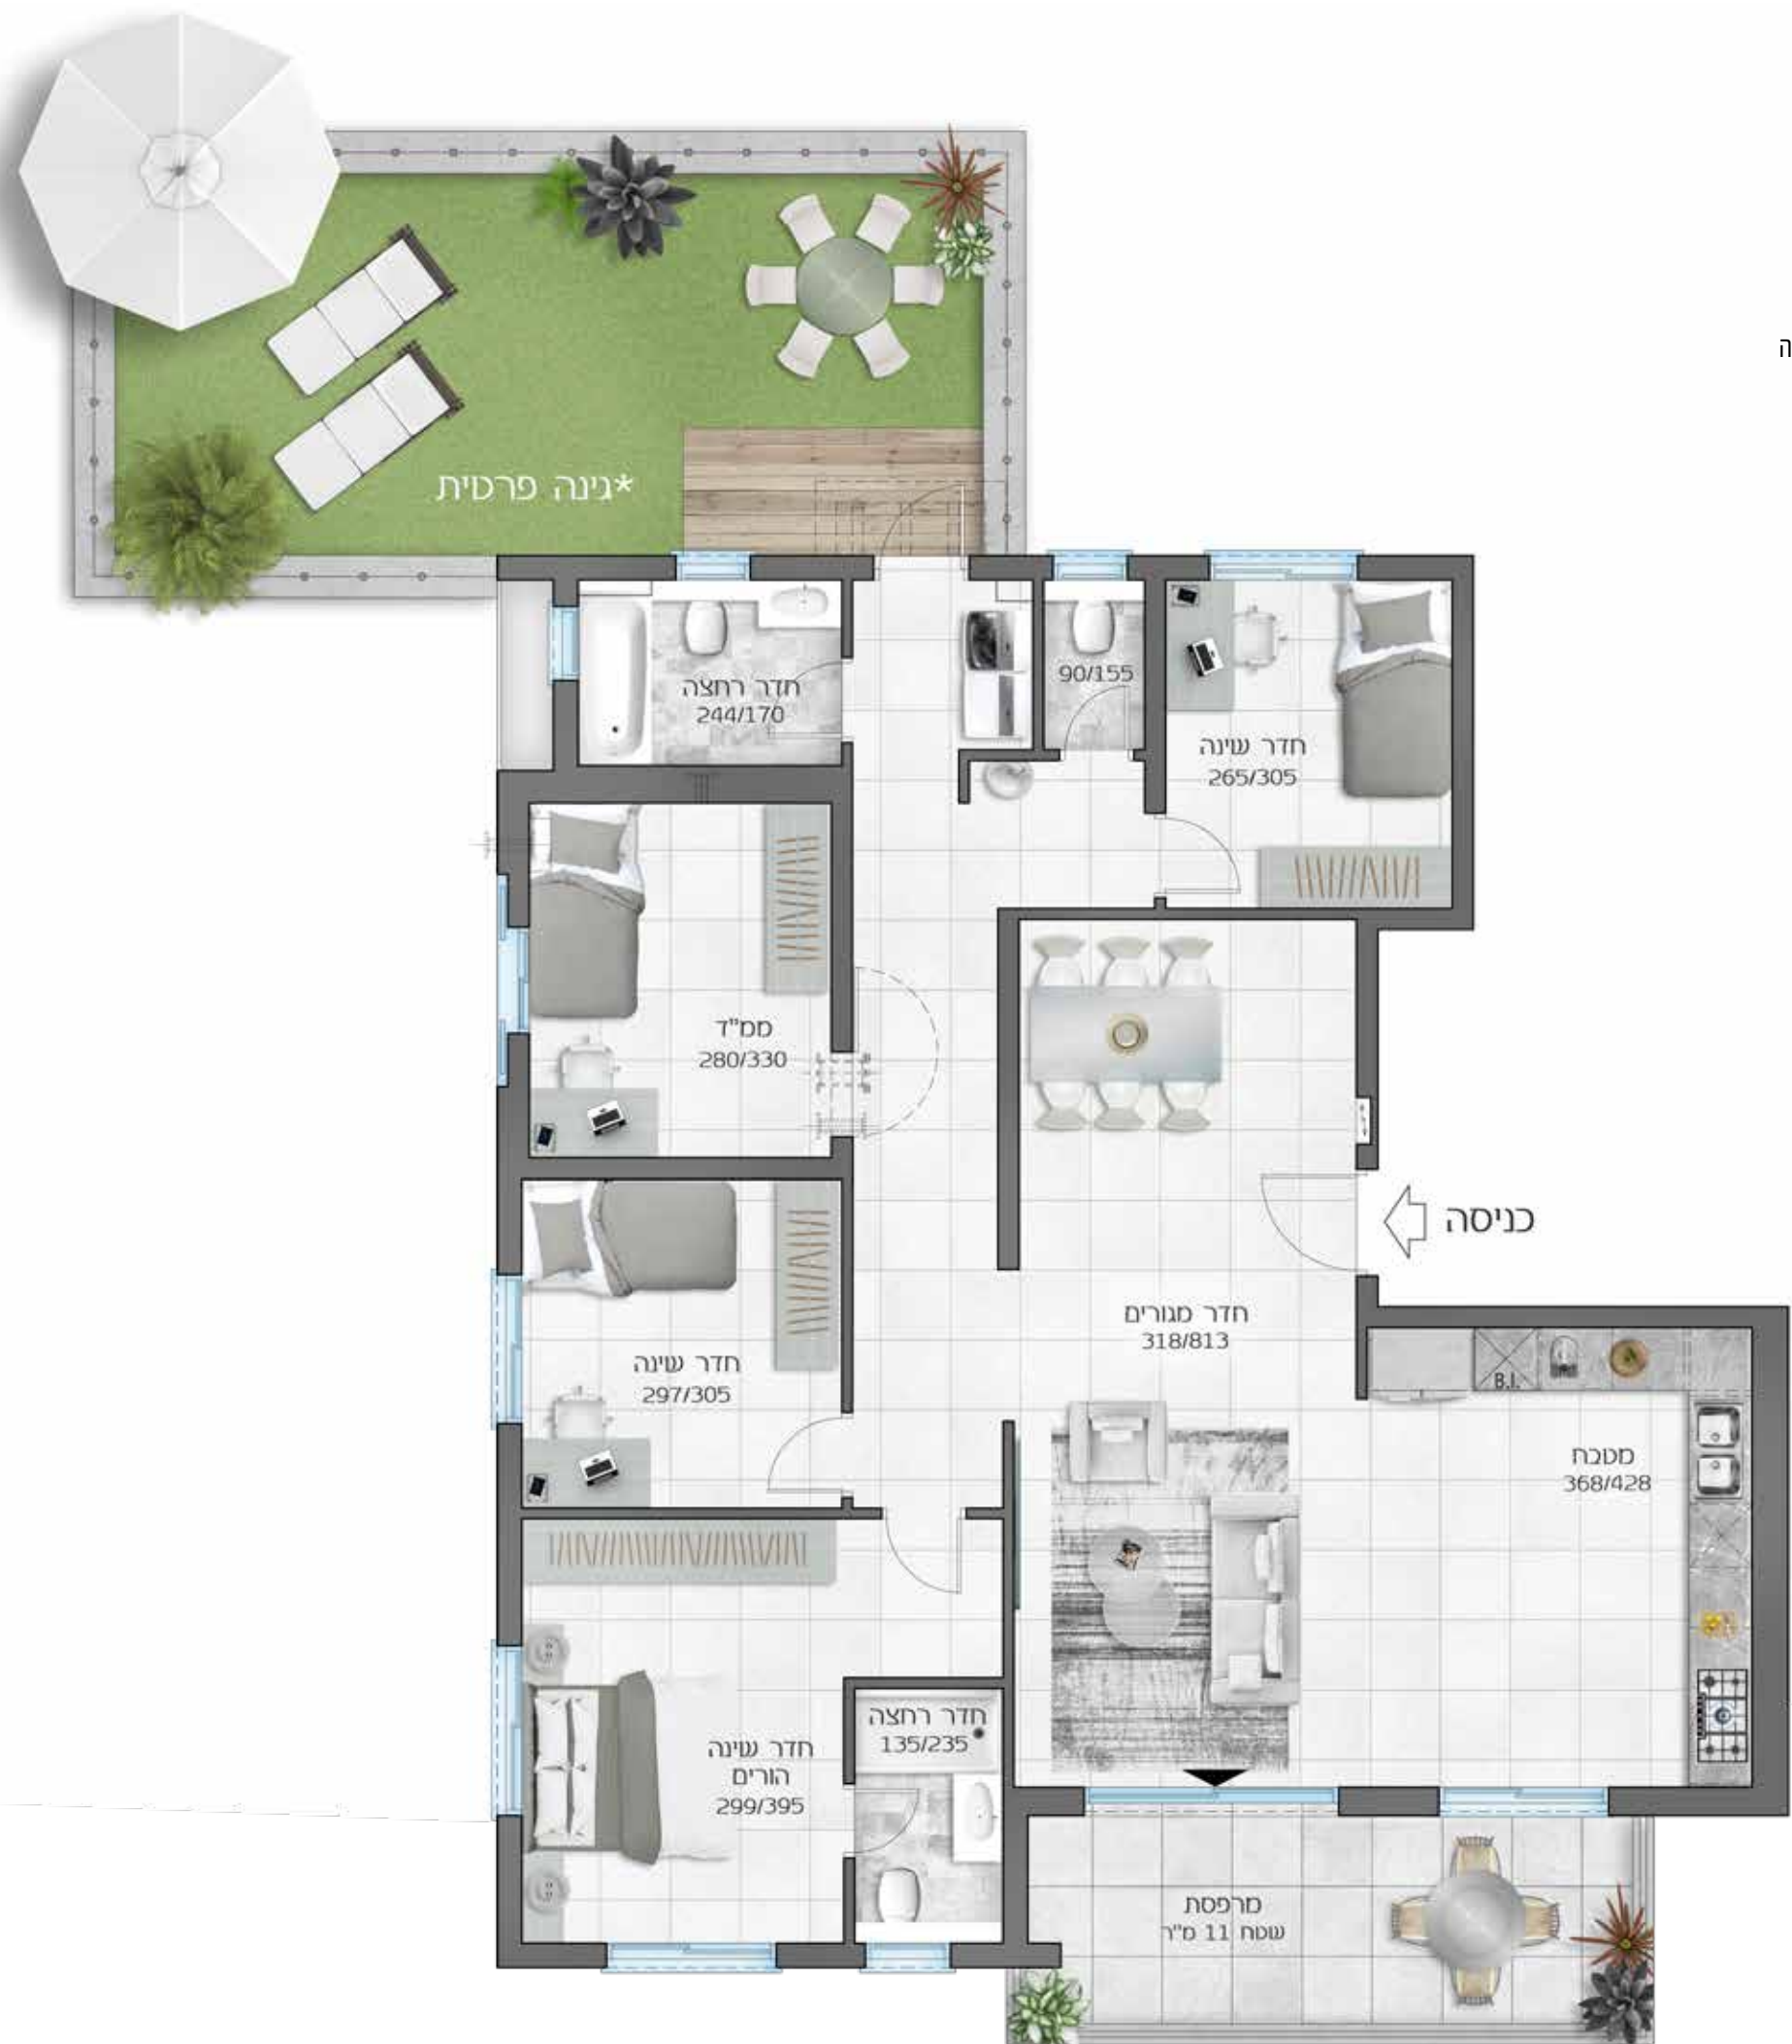 ה
*גינה פרטית
חדר רחצה
244/170
90/155
חדר שינה
265/305
ממ"ד
280/330
כניסה
חדר מגורים
318/813
חדר שינה
297/305
B.I.
מטבח
368/428
חדר רחצה
135/235
חדר שינה
הורים
299/395
מרפסת
שטח 11 מ"ר